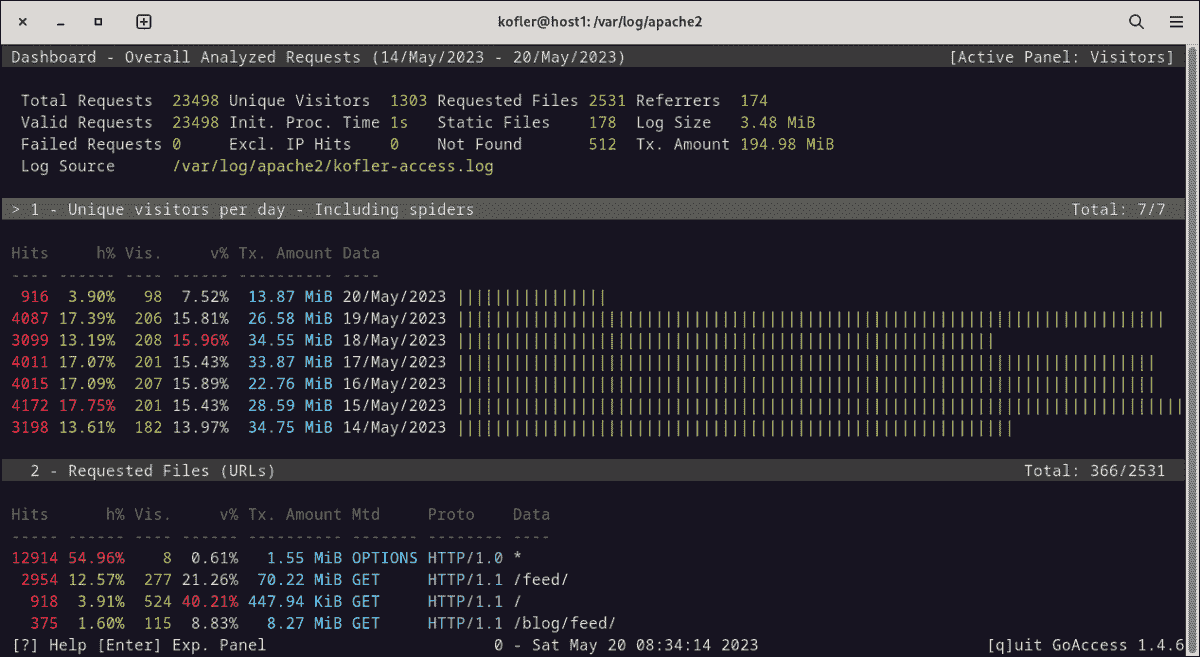 kofler@host1: /var/log/apache2
Dashboard - Overall Analyzed Requests (14/May/2023 - 20/May/2023) [Active Panel: Visitors]
Total Requests 23498 Unique Visitors 1303 Requested Files 2531 Referrers 174
Valid Requests 23498 Init. Proc. Time 1s Static Files 178 Log Size 3.48 MiB
Failed Requests 0 Excl. IP Hits 0 Not Found 512 Tx. Amount 194.98 MiB
Log Source /var/log/apache2/kofler-access.log
> 1 - Unique visitors per day - Including spiders Total: 7/7
Hits h% Vis. v% Tx. Amount Data
---- ------ ---- ------ ---------- ----
916 3.90% 98 7.52% 13.87 MiB 20/May/2023
4087 17.39% 206 15.81% 26.58 MiB 19/May/2023
3099 13.19% 208 15.96% 34.55 MiB 18/May/2023
4011 17.07% 201 15.43% 33.87 MiB 17/May/2023
4015 17.09% 207 15.89% 22.76 MiB 16/May/2023
4172 17.75% 201 15.43% 28.59 MiB 15/May/2023
3198 13.61% 182 13.97% 34.75 MiB 14/May/2023
2 - Requested Files (URLs) Total: 366/2531
Hits h% Vis. v% Tx. Amount Mtd Proto Data
----- ------ ---- ------ ---------- ------- -------- ----
12914 54.96% 8 0.61% 1.55 MiB OPTIONS HTTP/1.0 *
2954 12.57% 277 21.26% 70.22 MiB GET HTTP/1.1 /feed/
918 3.91% 524 40.21% 447.94 KiB GET HTTP/1.1 /
375 1.60% 115 8.83% 8.27 MiB GET HTTP/1.1 /blog/feed/
[?] Help [Enter] Exp. Panel 0 - Sat May 20 08:34:14 2023 [q]uit GoAccess 1.4.6